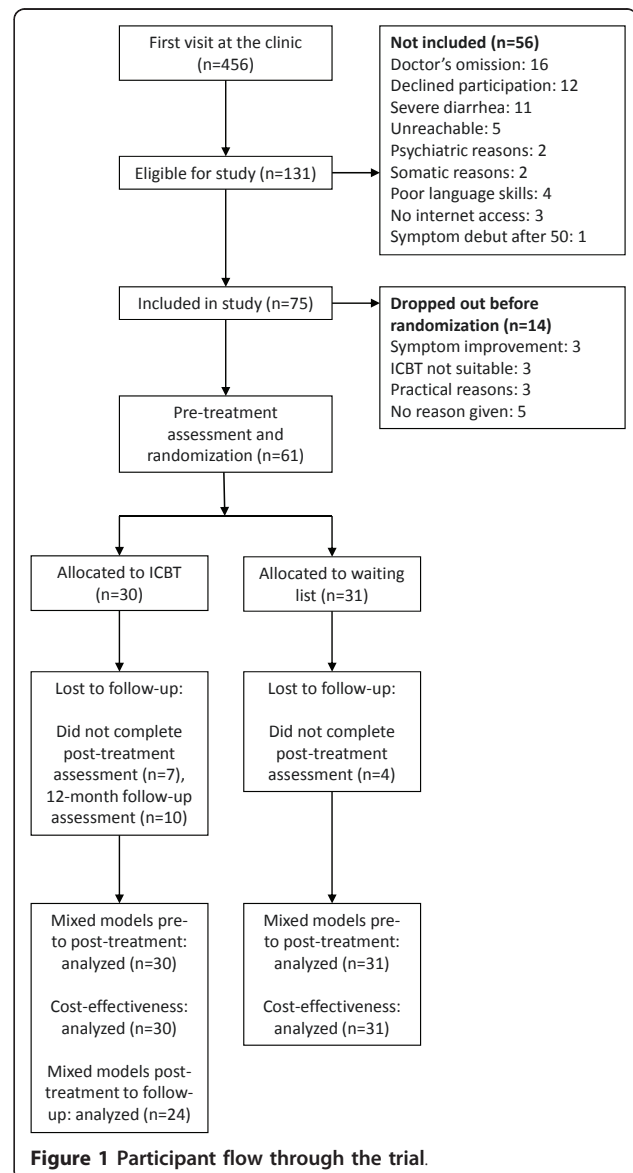 First visit at the clinic
(n=456)
Not included (n=56)
Doctor's omission: 16
Declined participation: 12
Severe diarrhea: 11
Unreachable: 5
Psychiatric reasons: 2
Somatic reasons: 2
Poor language skills: 4
No internet access: 3
Symptom debut after 50: 1
Eligible for study (n=131)
Included in study (n=75)
Dropped out before
randomization (n=14)
Symptom improvement: 3
ICBT not suitable: 3
Practical reasons: 3
No reason given: 5
Pre-treatment
assessment and
randomization (n=61)
Allocated to ICBT
(n=30)
Allocated to waiting
list (n=31)
Lost to follow-up:
Did not complete
post-treatment
assessment (n=7),
12-month follow-up
assessment (n=10)
Lost to follow-up:
Did not complete
post-treatment
assessment (n=4)
Mixed models pre-
to post-treatment:
analyzed (n=30)
Cost-effectiveness:
analyzed (n=30)
Mixed models post-
treatment to follow-
up: analyzed (n=24)
Mixed models pre-
to post-treatment:
analyzed (n=31)
Cost-effectiveness:
analyzed (n=31)
Figure 1 Participant flow through the trial.